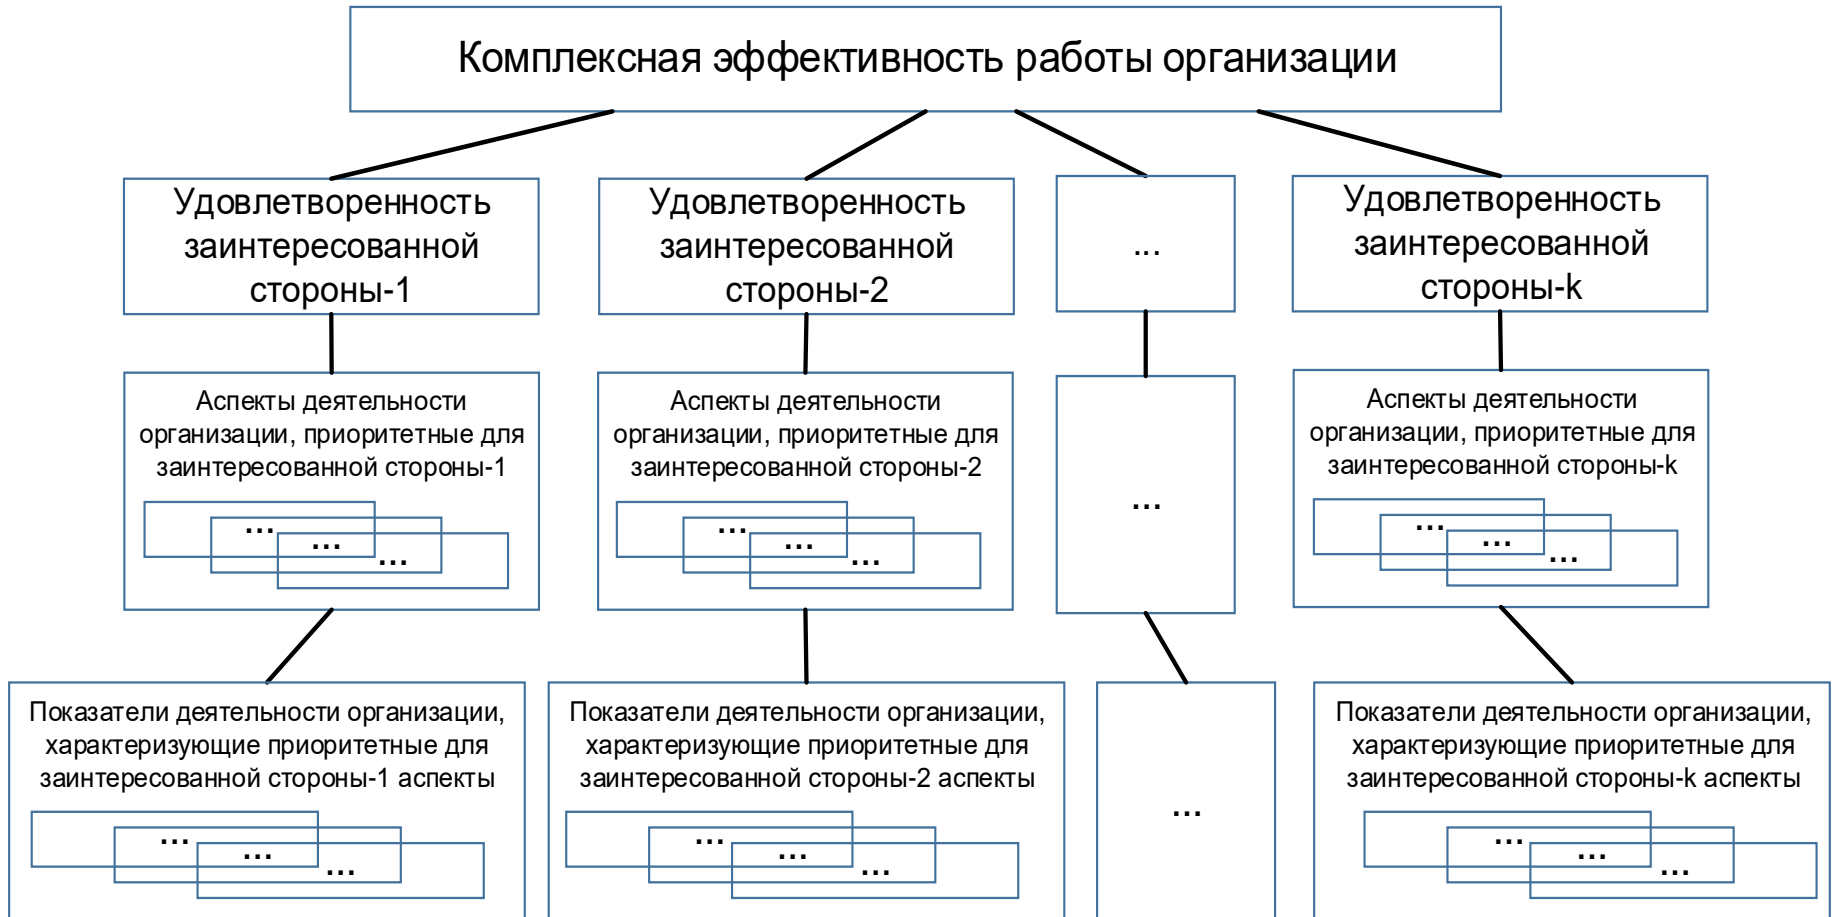 Комплексная эффективность работы организации
Удовлетворенность
заинтересованной
стороны-1
Удовлетворенность
заинтересованной
стороны-2
...
Удовлетворенность
заинтересованной
стороны-k
Аспекты деятельности
организации, приоритетные для
заинтересованной стороны-1
...
...
...
Аспекты деятельности
организации, приоритетные для
заинтересованной стороны-2
...
...
...
...
Аспекты деятельности
организации, приоритетные для
заинтересованной стороны-k
...
...
...
Показатели деятельности организации,
характеризующие приоритетные для
заинтересованной стороны-1 аспекты
...
...
...
Показатели деятельности организации,
характеризующие приоритетные для
заинтересованной стороны-2 аспекты
...
...
...
...
Показатели деятельности организации,
характеризующие приоритетные для
заинтересованной стороны-k аспекты
...
...
...